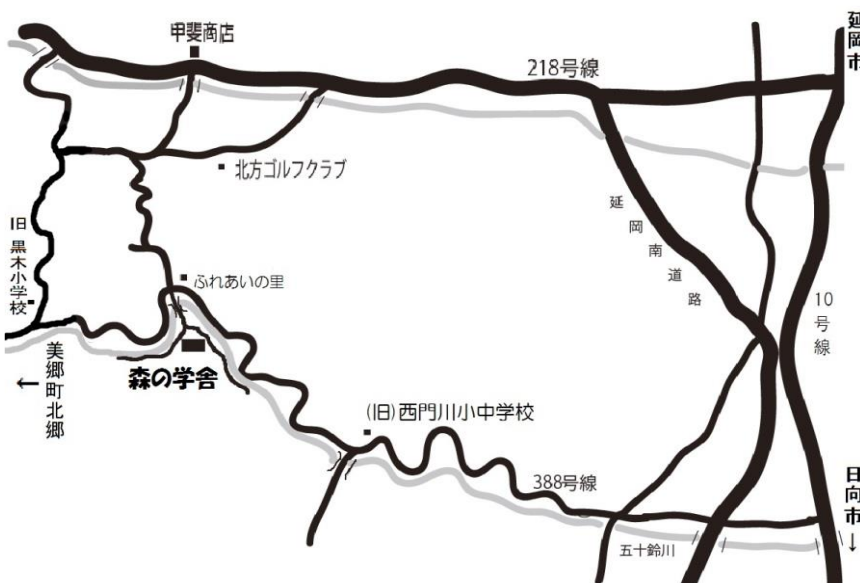 延岡市
甲斐商店
218号線
北方ゴルフクラブ
延岡南道路
旧 黒木小学校
ふれあいの里
10号線
美郷町北郷
←
森の学舎
(旧)西門川小中学校
388号線
日向市
↓
五十鈴川